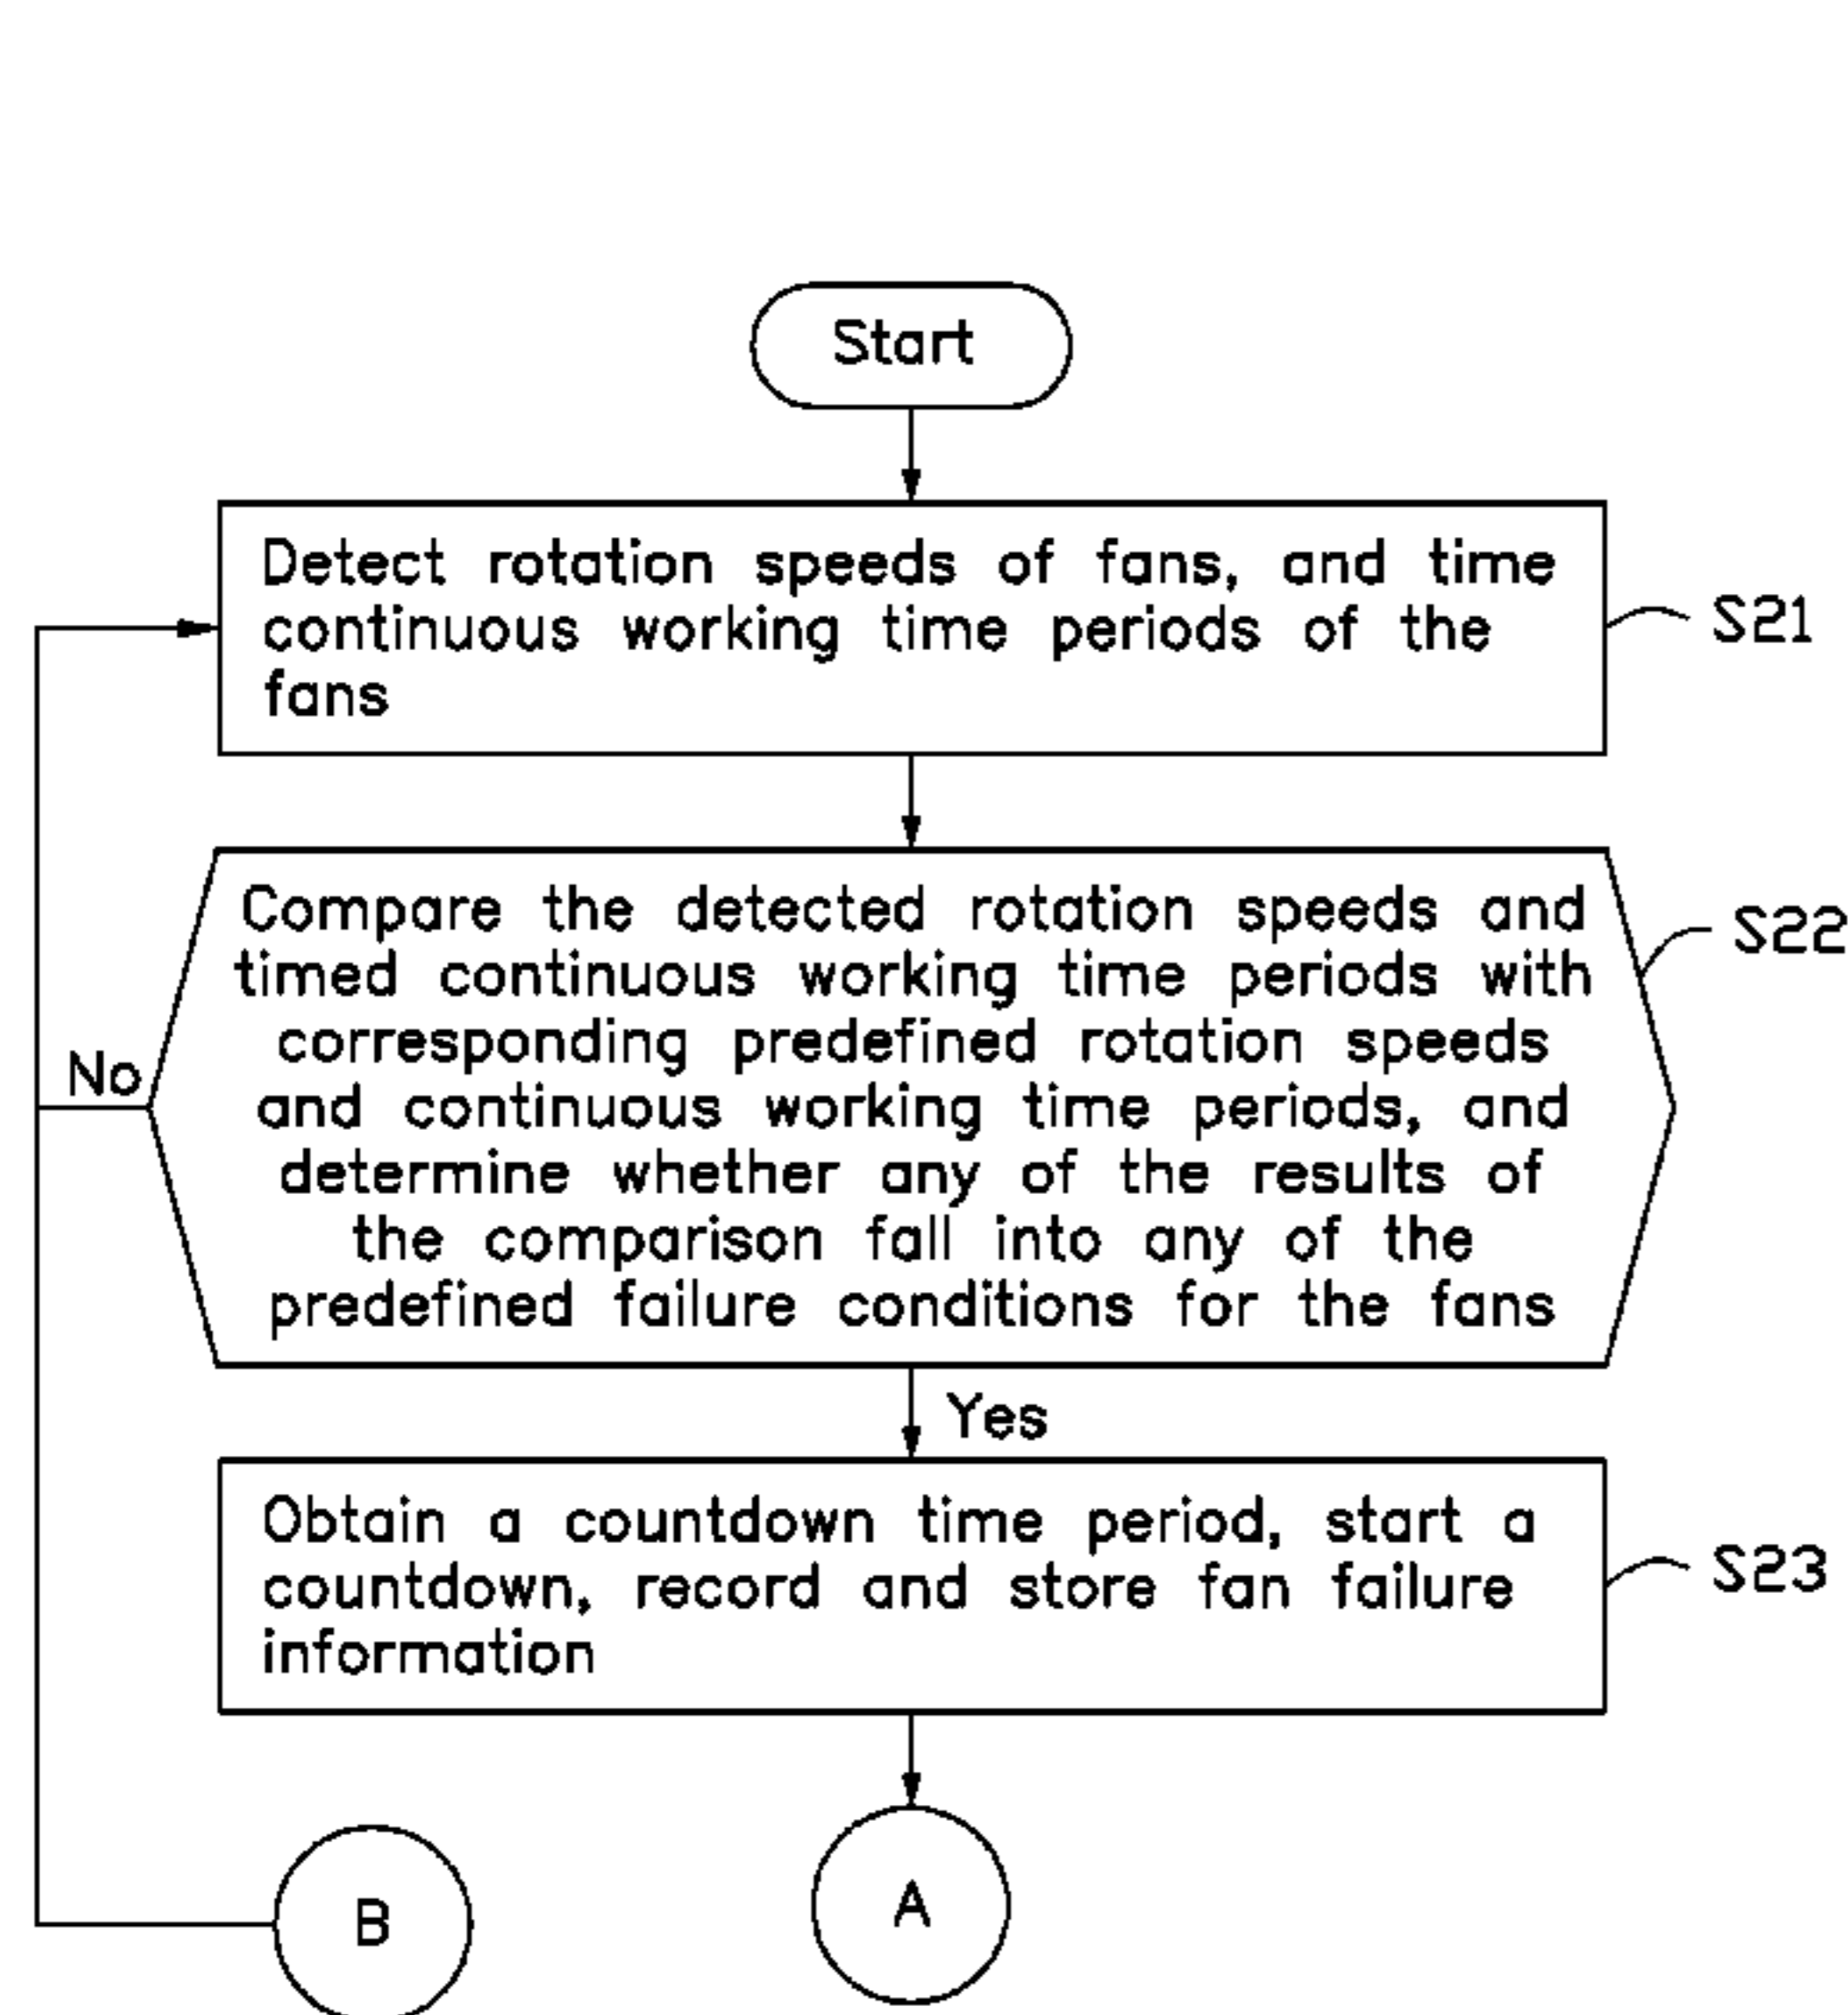 Start
Detect rotation speeds of fans, and time
continuous working time periods of the
fans
S21
Compare the detected rotation speeds and
timed continuous working time periods with
corresponding predefined rotation speeds
and continuous working time periods, and
determine whether any of the results of
the comparison fall into any of the
predefined failure conditions for the fans
S22
No
Yes
Obtain a countdown time period, start a
countdown, record and store fan failure
information
S23
B
A